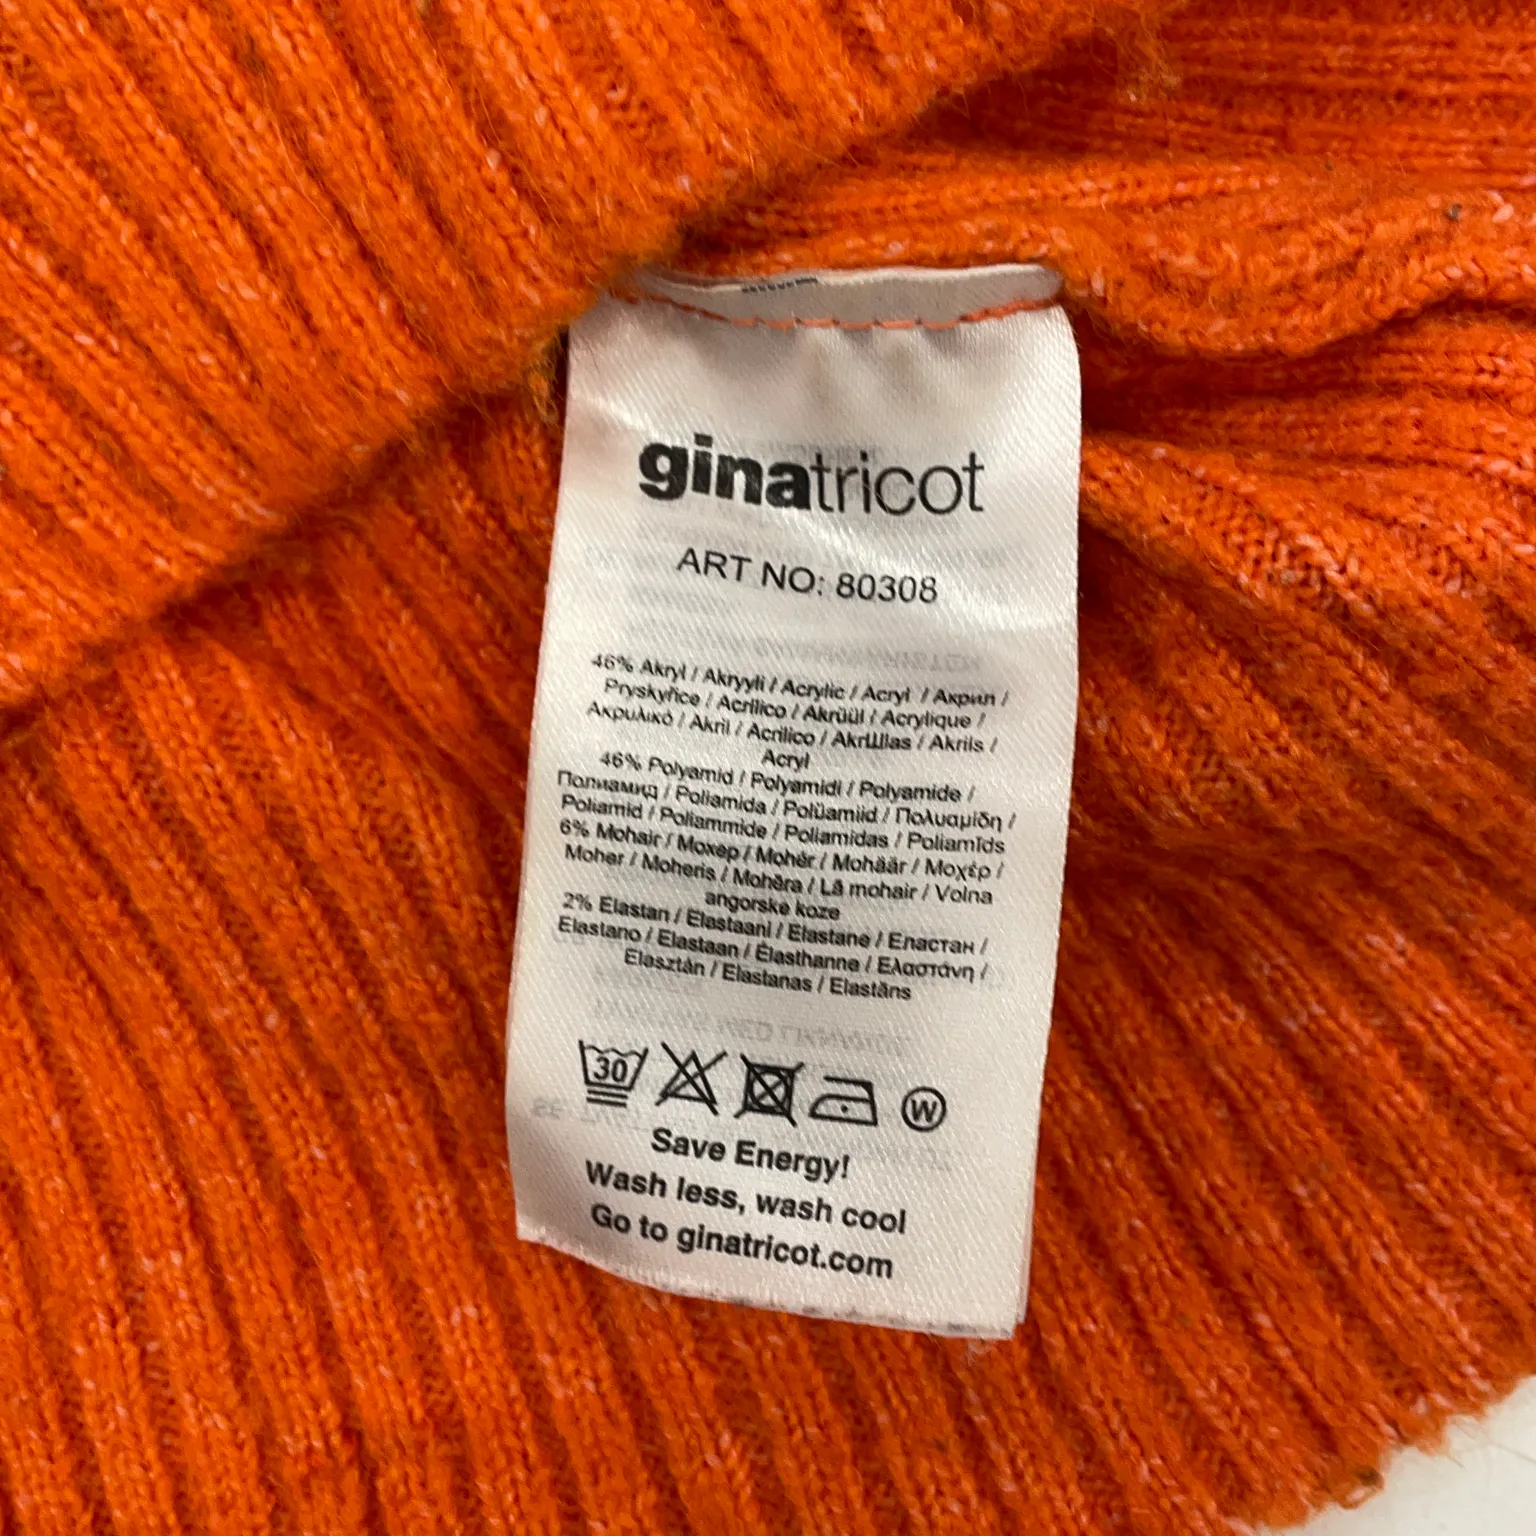 ginatricot
ART NO: 80308
46% Akryl / Akryyli / Acrylic / Acryl / Акрил /
Pryskyřice / Acrílico / Akrüül / Acrylique /
Ακρυλικό / Akril / Acrilico / AkrШlas / Akrils /
Acryl
46% Polyamid / Polyamidi / Polyamide /
Полиамид / Poliamida / Polüamiid / Πολυαμίδη /
Poliamid / Poliammide / Poliamidas / Poliamīds
6% Mohair / Мохер / Mohér / Mohäär / Μοχέρ /
Moher / Moheris / Mohēra / Lã mohair / Volna
angorské koze
2% Elastan / Elastaani / Elastane / Еластан /
Elastano / Elastaan / Élasthanne / Ελαστάνη /
Elasztán / Elastanas / Elastāns
30 W
Save Energy!
Wash less, wash cool
Go to ginatricot.com